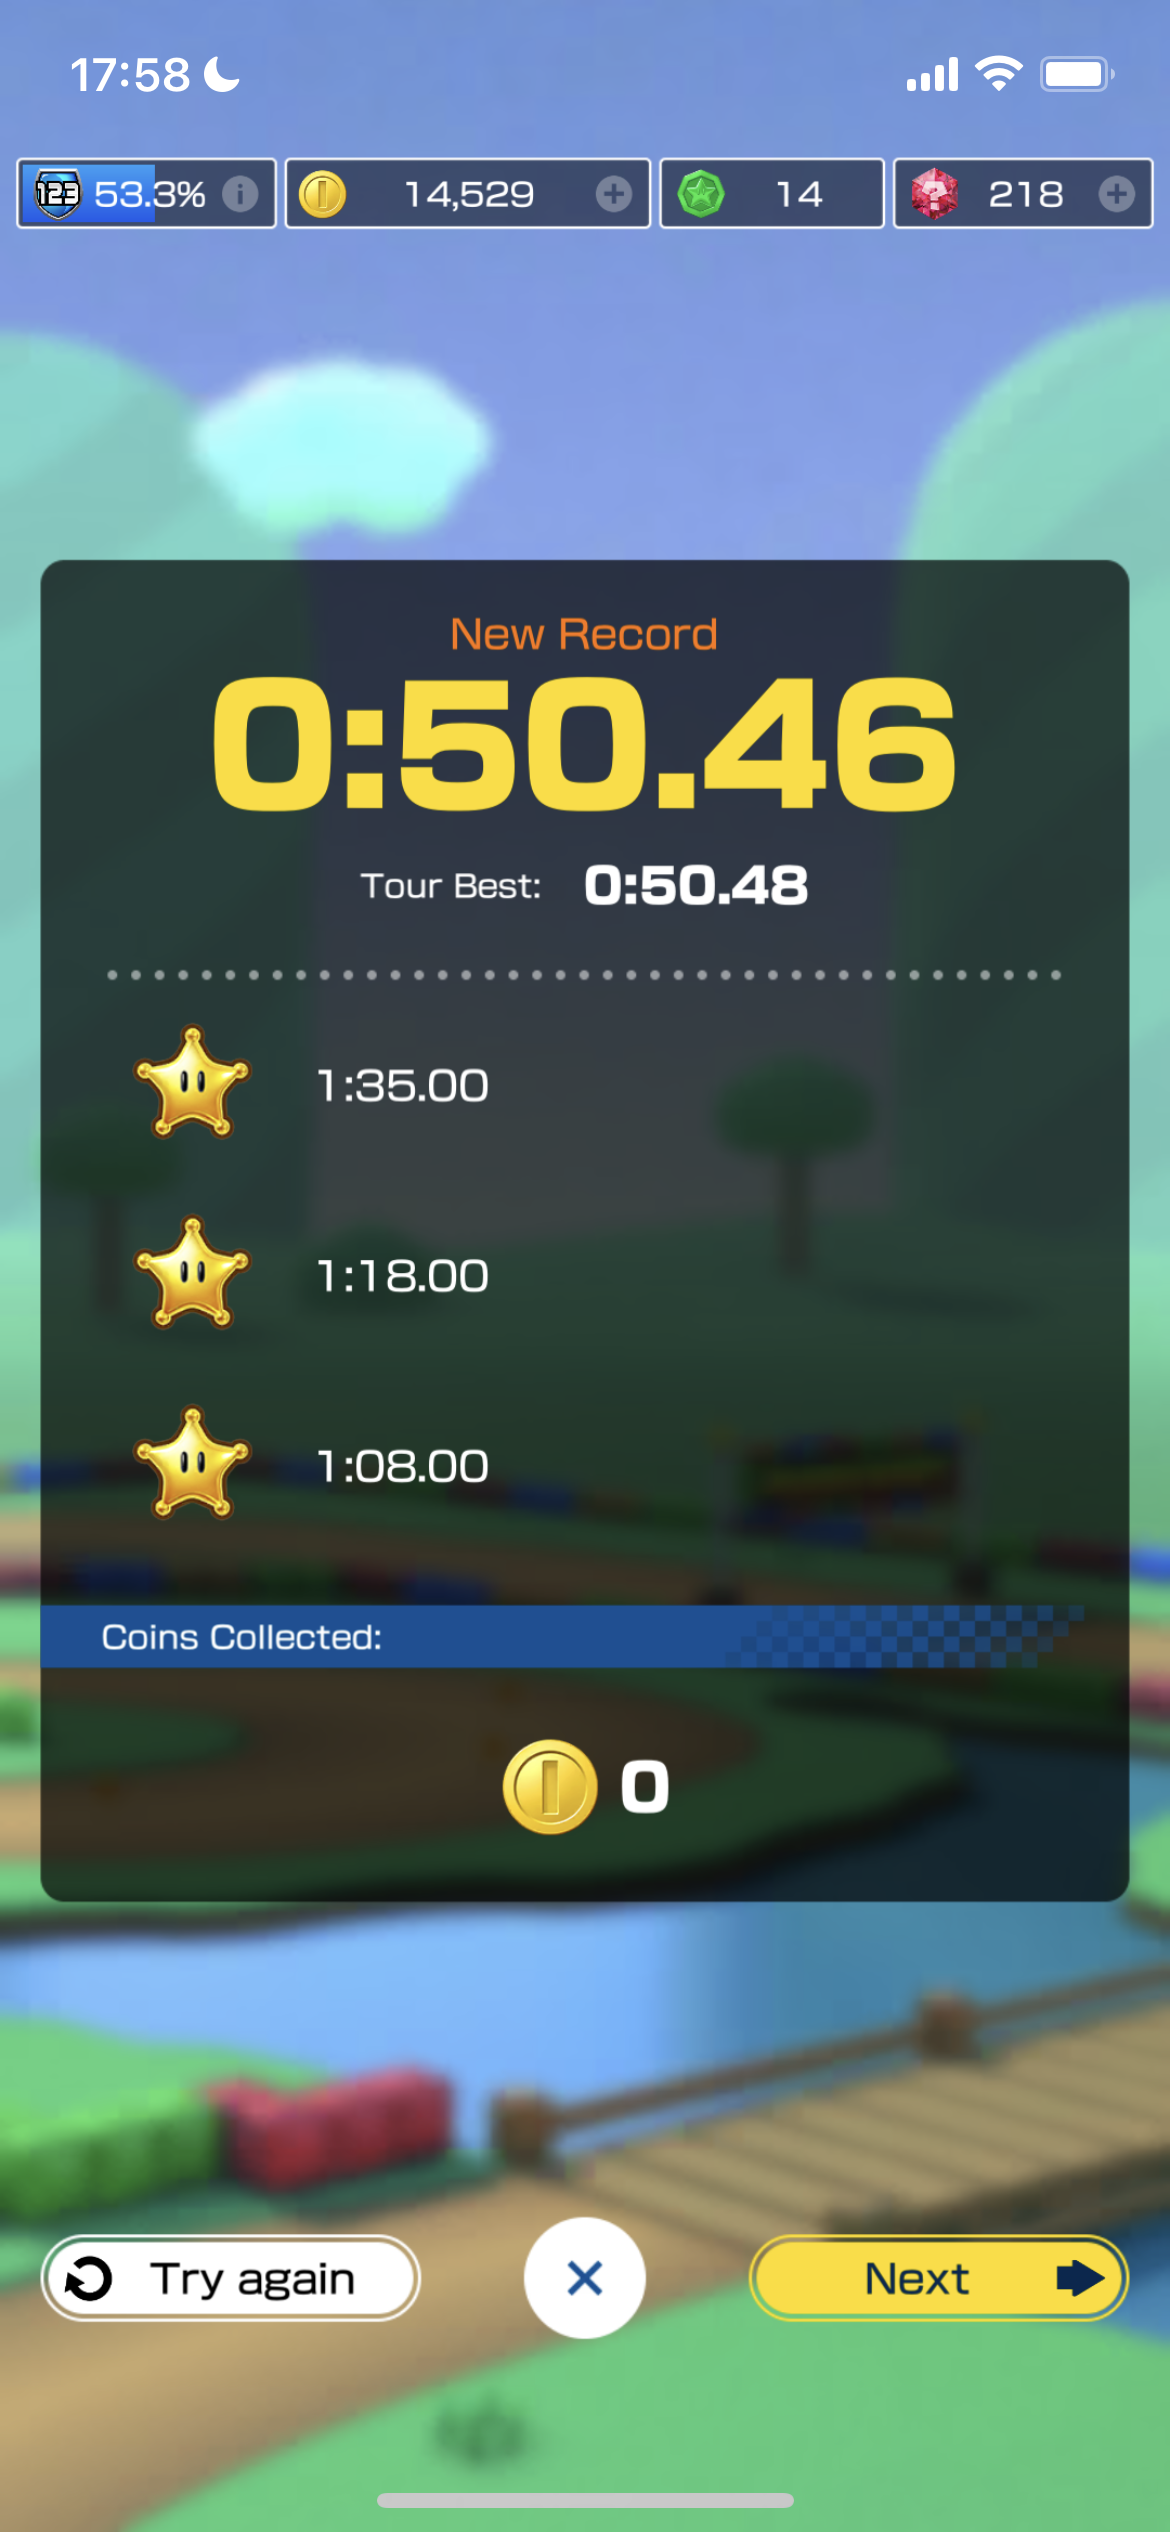 17:58
123 53.3% i 14,529 + 14 ? 218 +
New Record
0:50.46
Tour Best: 0:50.48
1:35.00
1:18.00
1:08.00
Coins Collected:
0
Try again × Next